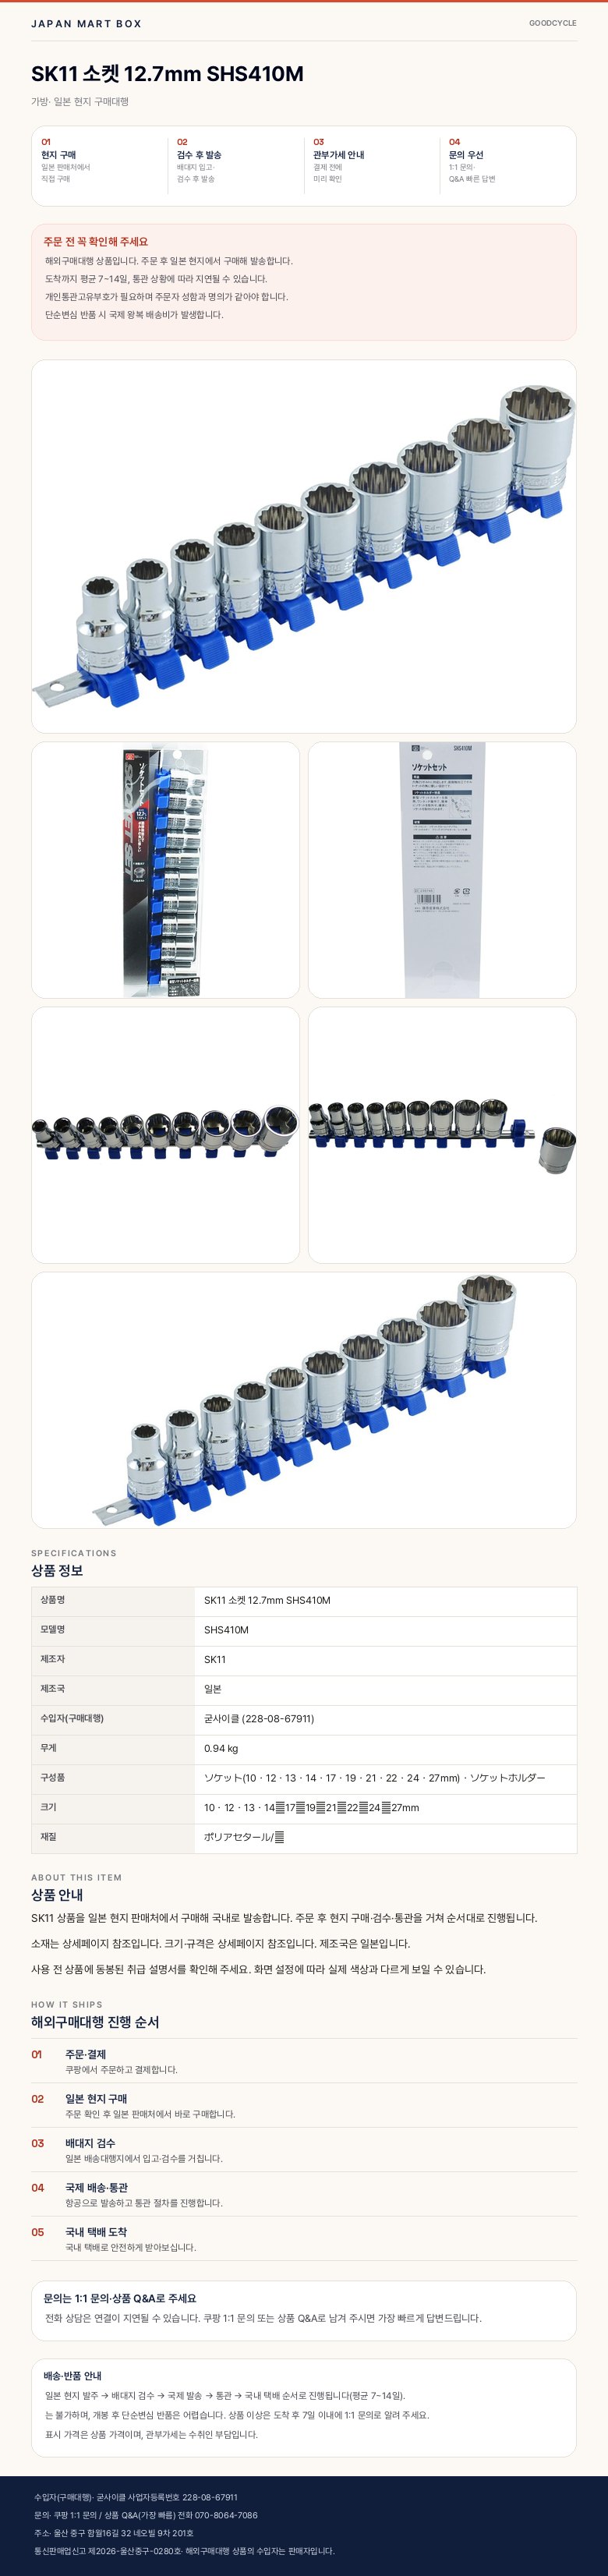 JAPAN MART BOX
GOODCYCLE
SK11 소켓 12.7mm SHS410M
가방· 일본 현지 구매대행
01
현지 구매
일본 판매처에서
직접 구매
02
검수 후 발송
배대지 입고·
검수 후 발송
03
관부가세 안내
결제 전에
미리 확인
04
문의 우선
1:1 문의·
Q&A 빠른 답변
주문 전 꼭 확인해 주세요
해외구매대행 상품입니다. 주문 후 일본 현지에서 구매해 발송합니다.
도착까지 평균 7~14일, 통관 상황에 따라 지연될 수 있습니다.
개인통관고유부호가 필요하며 주문자 성함과 명의가 같아야 합니다.
단순변심 반품 시 국제 왕복 배송비가 발생합니다.
SHS410M
ソケットセット
SPECIFICATIONS
상품 정보
상품명 SK11 소켓 12.7mm SHS410M
모델명 SHS410M
제조자 SK11
제조국 일본
수입자(구매대행) 굳사이클 (228-08-67911)
무게 0.94 kg
구성품 ソケット(10・12・13・14・17・19・21・22・24・27mm)・ソケットホルダー
크기 10・12・13・14▤17▤19▤21▤22▤24▤27mm
재질 ポリアセタール/▤
ABOUT THIS ITEM
상품 안내
SK11 상품을 일본 현지 판매처에서 구매해 국내로 발송합니다. 주문 후 현지 구매·검수·통관을 거쳐 순서대로 진행됩니다.
소재는 상세페이지 참조입니다. 크기·규격은 상세페이지 참조입니다. 제조국은 일본입니다.
사용 전 상품에 동봉된 취급 설명서를 확인해 주세요. 화면 설정에 따라 실제 색상과 다르게 보일 수 있습니다.
HOW IT SHIPS
해외구매대행 진행 순서
01 주문·결제
쿠팡에서 주문하고 결제합니다.
02 일본 현지 구매
주문 확인 후 일본 판매처에서 바로 구매합니다.
03 배대지 검수
일본 배송대행지에서 입고·검수를 거칩니다.
04 국제 배송·통관
항공으로 발송하고 통관 절차를 진행합니다.
05 국내 택배 도착
국내 택배로 안전하게 받아보십니다.
문의는 1:1 문의·상품 Q&A로 주세요
전화 상담은 연결이 지연될 수 있습니다. 쿠팡 1:1 문의 또는 상품 Q&A로 남겨 주시면 가장 빠르게 답변드립니다.
배송·반품 안내
일본 현지 발주 → 배대지 검수 → 국제 발송 → 통관 → 국내 택배 순서로 진행됩니다(평균 7~14일).
는 불가하며, 개봉 후 단순변심 반품은 어렵습니다. 상품 이상은 도착 후 7일 이내에 1:1 문의로 알려 주세요.
표시 가격은 상품 가격이며, 관부가세는 수취인 부담입니다.
수입자(구매대행)· 굳사이클 사업자등록번호 228-08-67911
문의· 쿠팡 1:1 문의 / 상품 Q&A(가장 빠름) 전화 070-8064-7086
주소· 울산 중구 함월16길 32 네오빌 9차 201호
통신판매업신고 제2026-울산중구-0280호· 해외구매대행 상품의 수입자는 판매자입니다.